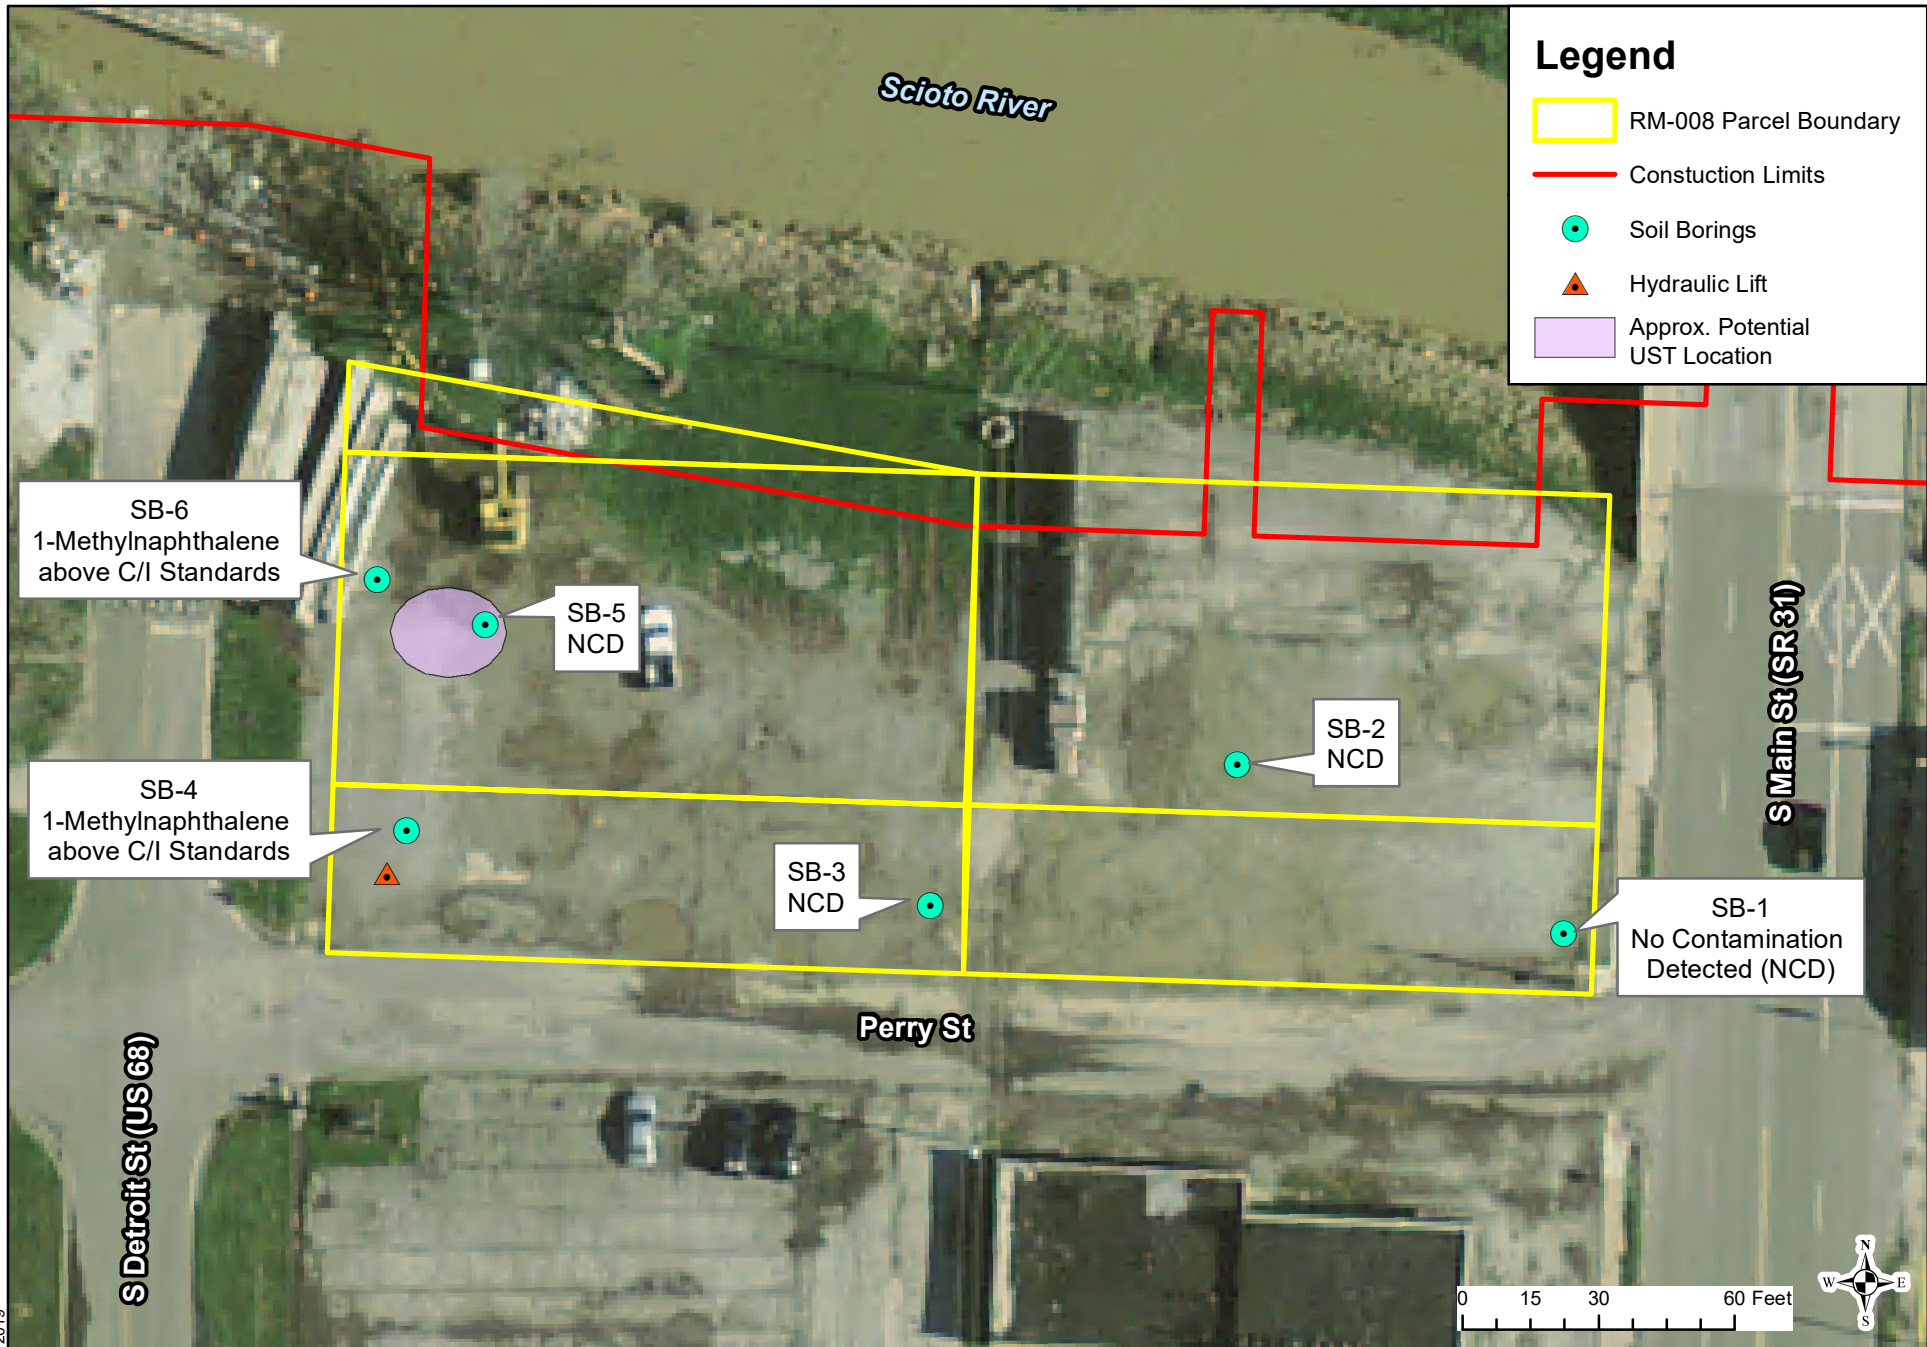 Scioto River
Legend
RM-008 Parcel Boundary
Constuction Limits
Soil Borings
Hydraulic Lift
Approx. Potential
UST Location
SB-6
1-Methylnaphthalene
above C/I Standards
SB-5
NCD
SB-2
NCD
S Main St (SR 31)
SB-4
1-Methylnaphthalene
above C/I Standards
SB-3
NCD
SB-1
No Contamination
Detected (NCD)
Perry St
S Detroit St (US 68)
0 15 30 60 Feet
N
W E
S
2019